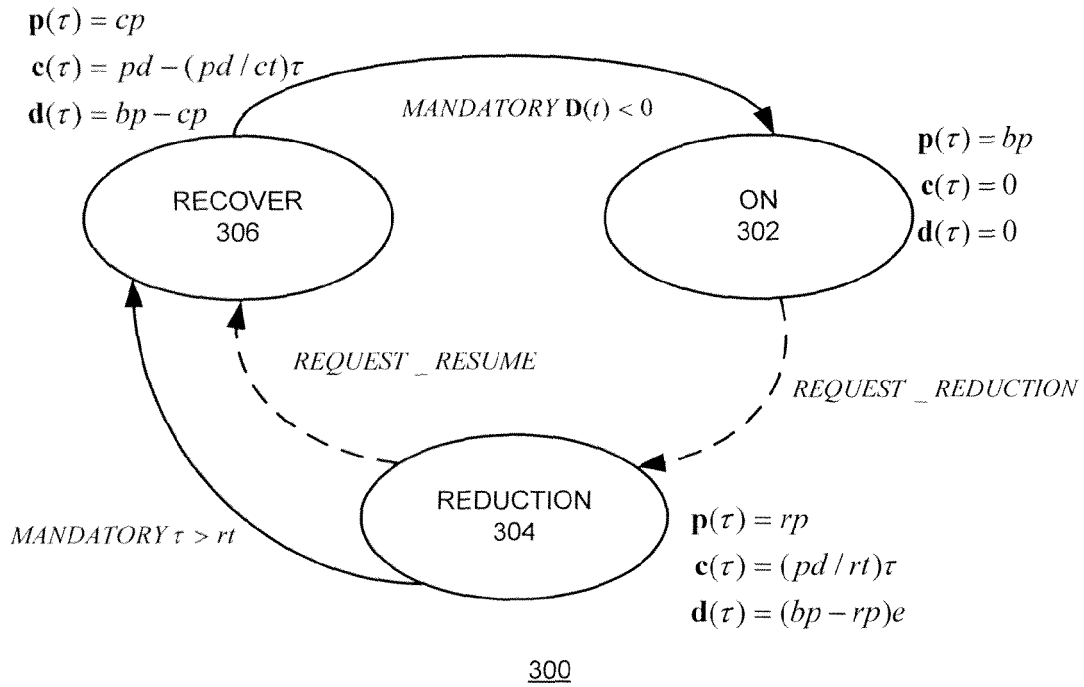 p(τ) = cp
c(τ) = pd − (pd / ct)τ
d(τ) = bp − cp
MANDATORY D(t) < 0
RECOVER
306
ON
302
p(τ) = bp
c(τ) = 0
d(τ) = 0
REQUEST _ RESUME
REQUEST _ REDUCTION
MANDATORY τ > rt
REDUCTION
304
p(τ) = rp
c(τ) = (pd / rt)τ
d(τ) = (bp − rp)e
300